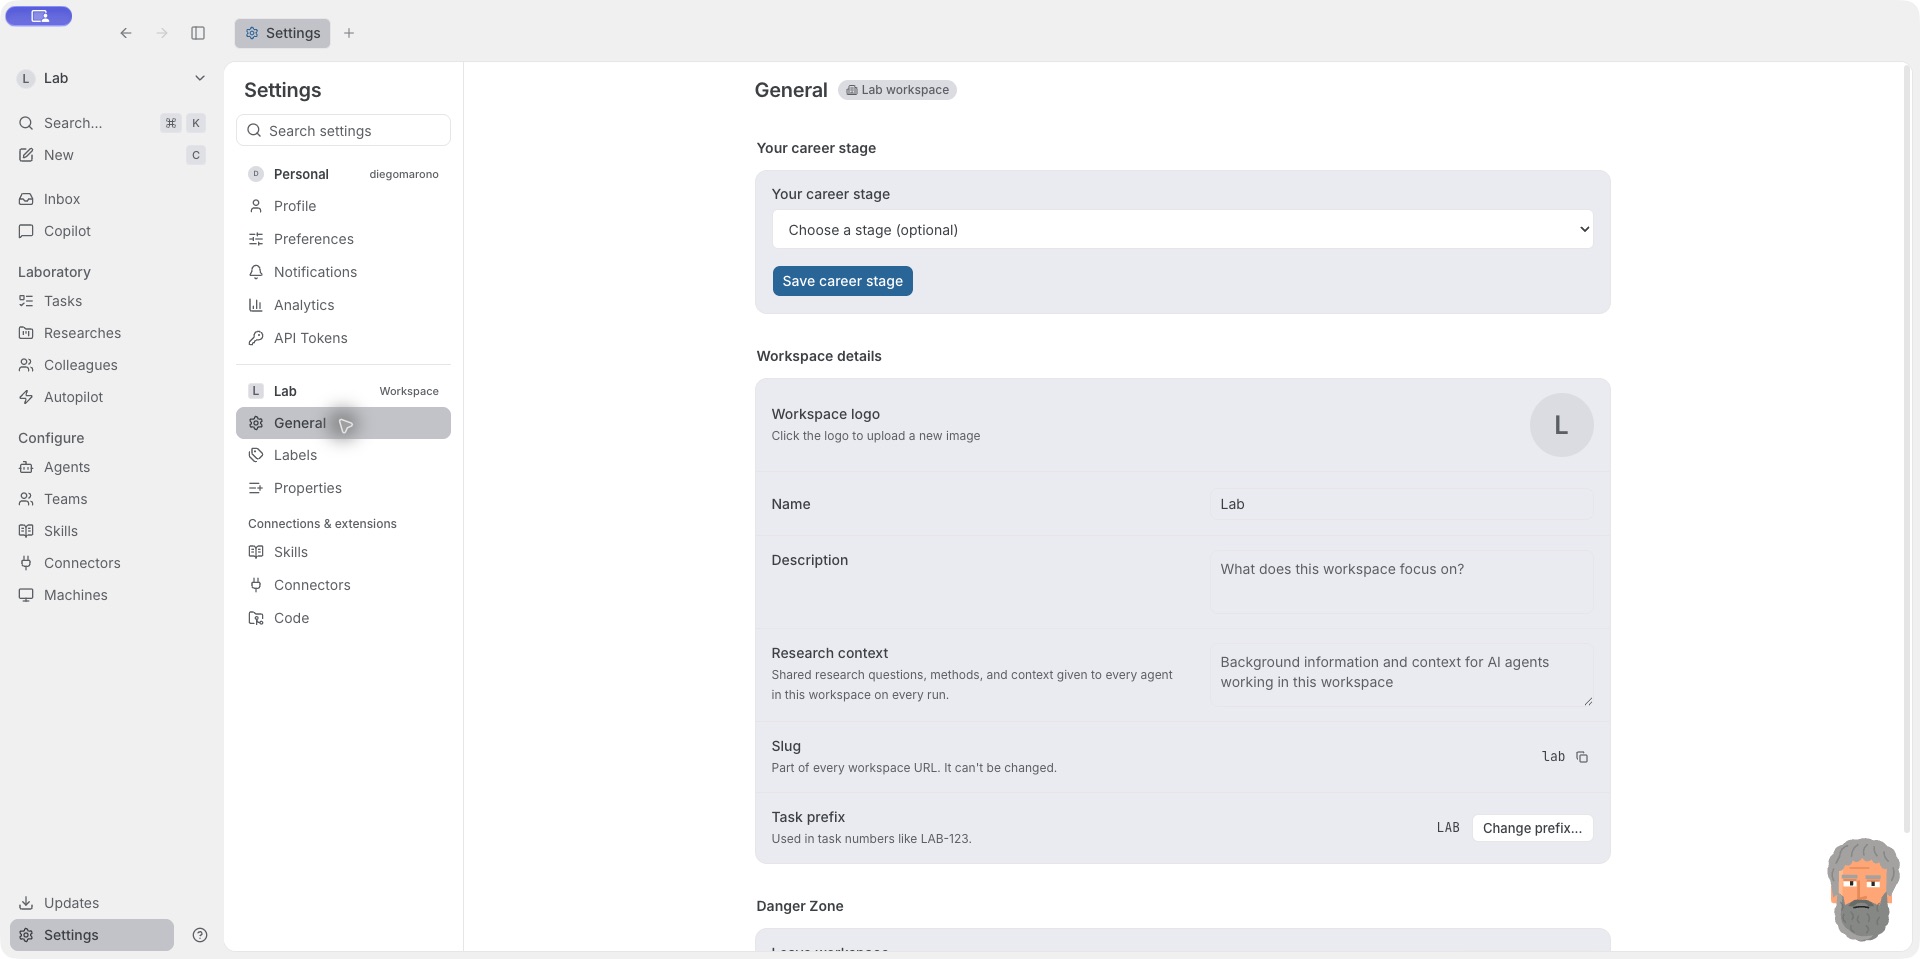 Settings
L Lab
Search... ⌘ K
New C
Inbox
Copilot
Laboratory
Tasks
Researches
Colleagues
Autopilot
Configure
Agents
Teams
Skills
Connectors
Machines
Updates
Settings
Settings
Search settings
D Personal diegomarono
Profile
Preferences
Notifications
Analytics
API Tokens
L Lab Workspace
General
Labels
Properties
Connections & extensions
Skills
Connectors
Code
General Lab workspace
Your career stage
Your career stage
Choose a stage (optional)
Save career stage
Workspace details
Workspace logo
Click the logo to upload a new image
L
Name
Lab
Description
What does this workspace focus on?
Research context
Shared research questions, methods, and context given to every agent
in this workspace on every run.
Background information and context for AI agents
working in this workspace
Slug
Part of every workspace URL. It can't be changed.
lab
Task prefix
Used in task numbers like LAB-123.
LAB Change prefix...
Danger Zone
Leave workspace